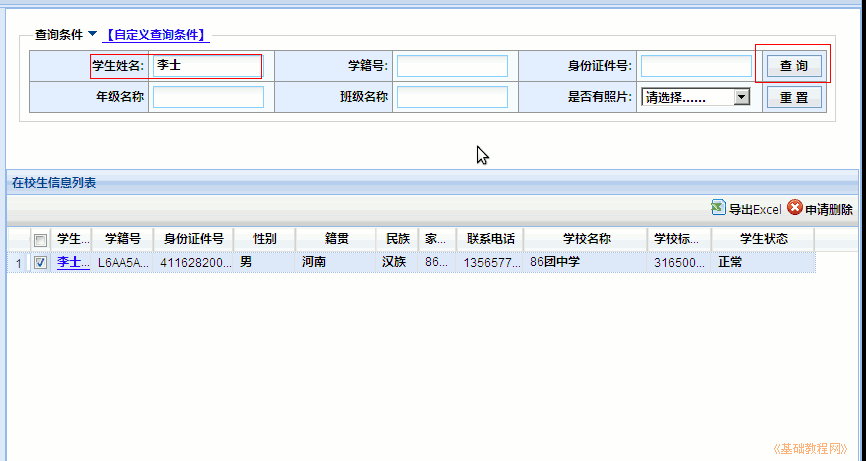 查询条件 【自定义查询条件】
学生姓名: 李士 学籍号: 身份证件号: 查 询
年级名称 班级名称 是否有照片: 请选择...... 重 置
在校生信息列表
导出Excel 申请删除
学生... 学籍号 身份证件号 性别 籍贯 民族 家... 联系电话 学校名称 学校标... 学生状态
1 李士... L6AA5A... 411628200... 男 河南 汉族 86... 1356577... 86团中学 316500... 正常
《基础教程网》